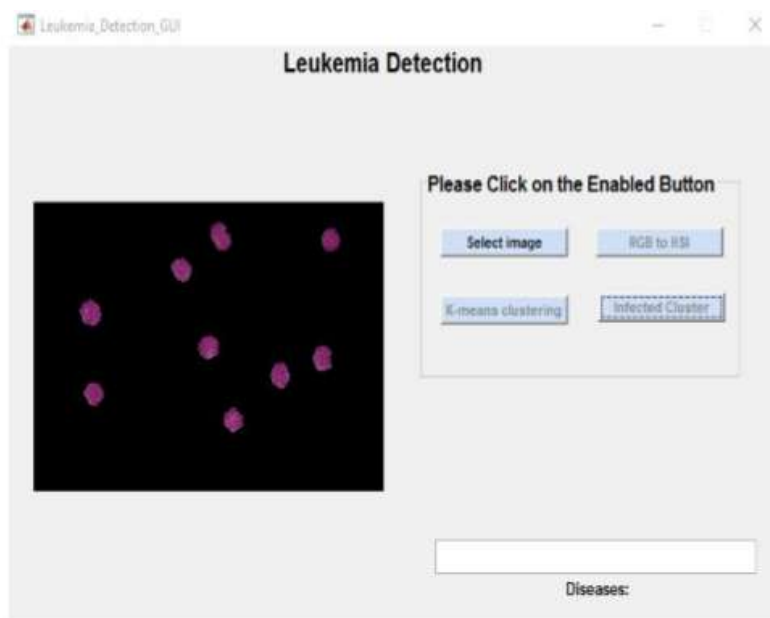 Leukemia_Detection_GUI
Leukemia Detection
Please Click on the Enabled Button
Select image
RGB to HSI
K-means clustering
Infected Cluster
Diseases: